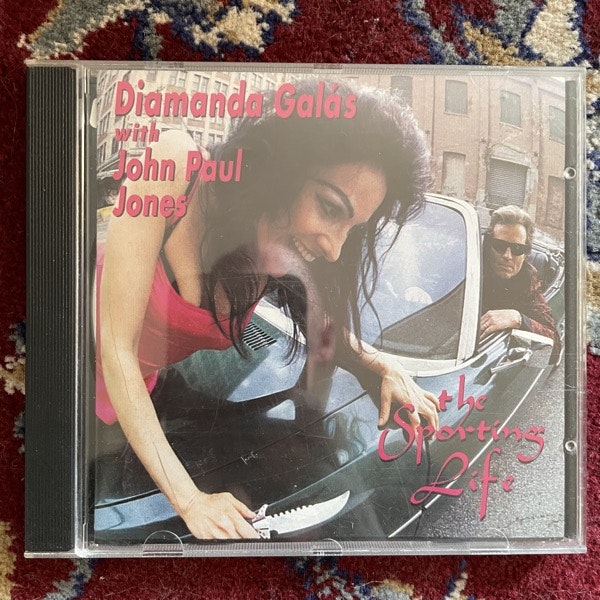 Diamanda Galás
with
John Paul
Jones
the
Sporting
Life